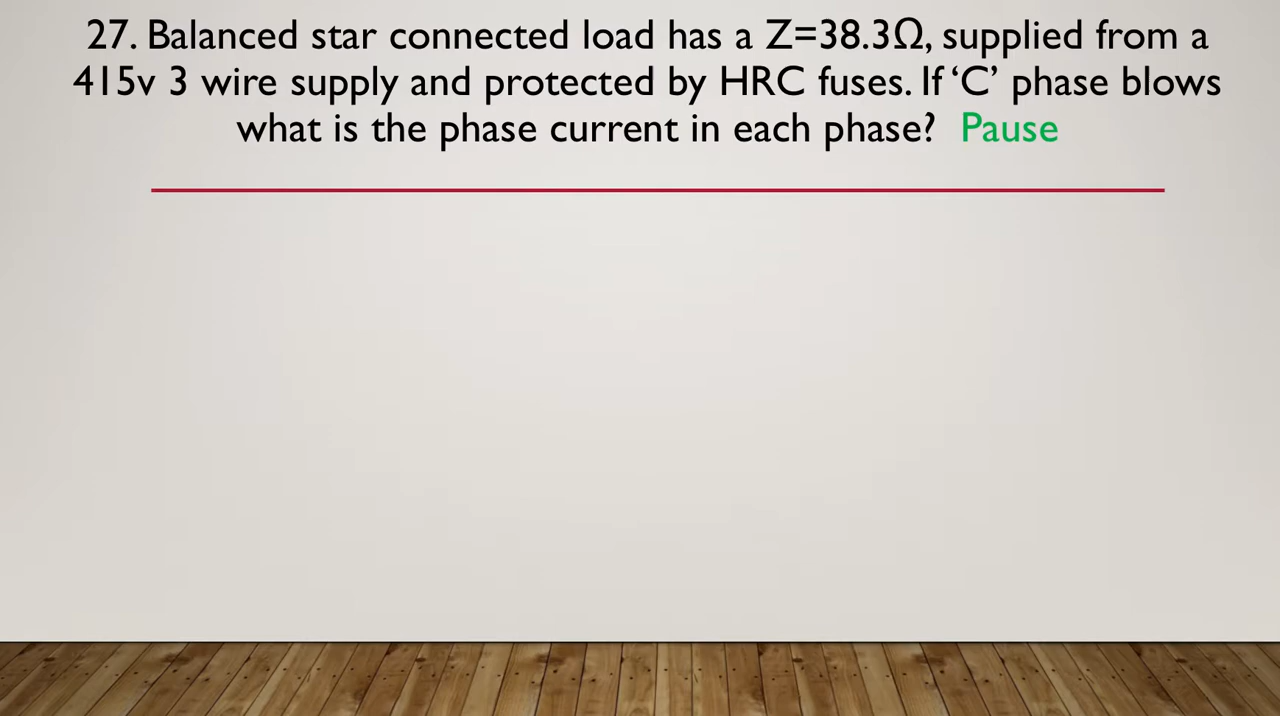 27. Balanced star connected load has a Z=38.3Ω, supplied from a
415v 3 wire supply and protected by HRC fuses. If ‘C’ phase blows
what is the phase current in each phase? Pause